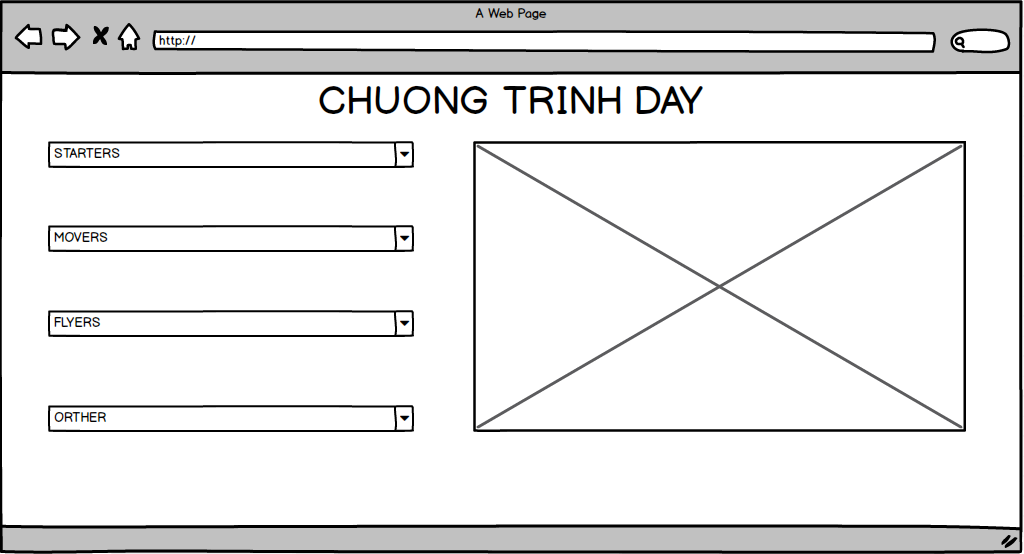 A Web Page
http://
CHUONG TRINH DAY
STARTERS
MOVERS
FLYERS
ORTHER